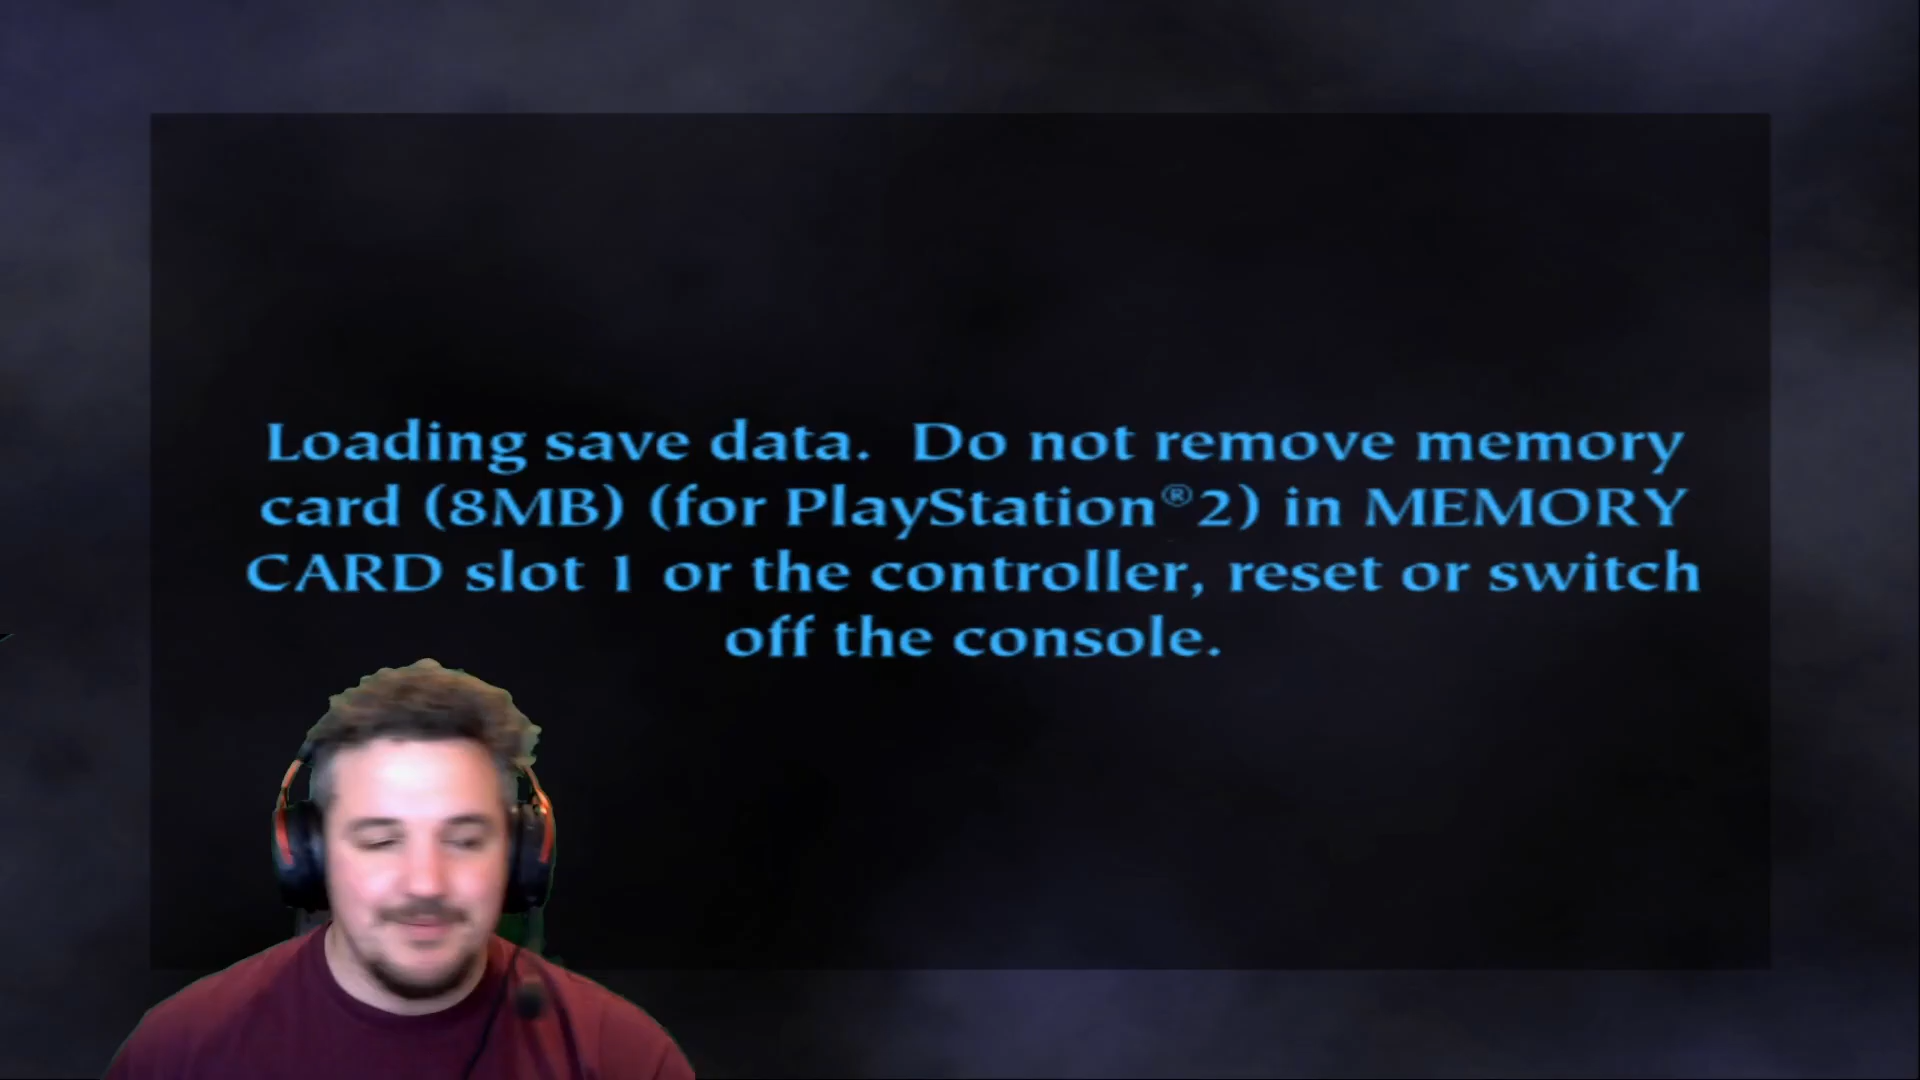 Loading save data.  Do not remove memory
card (8MB) (for PlayStation®2) in MEMORY
CARD slot 1 or the controller, reset or switch
off the console.